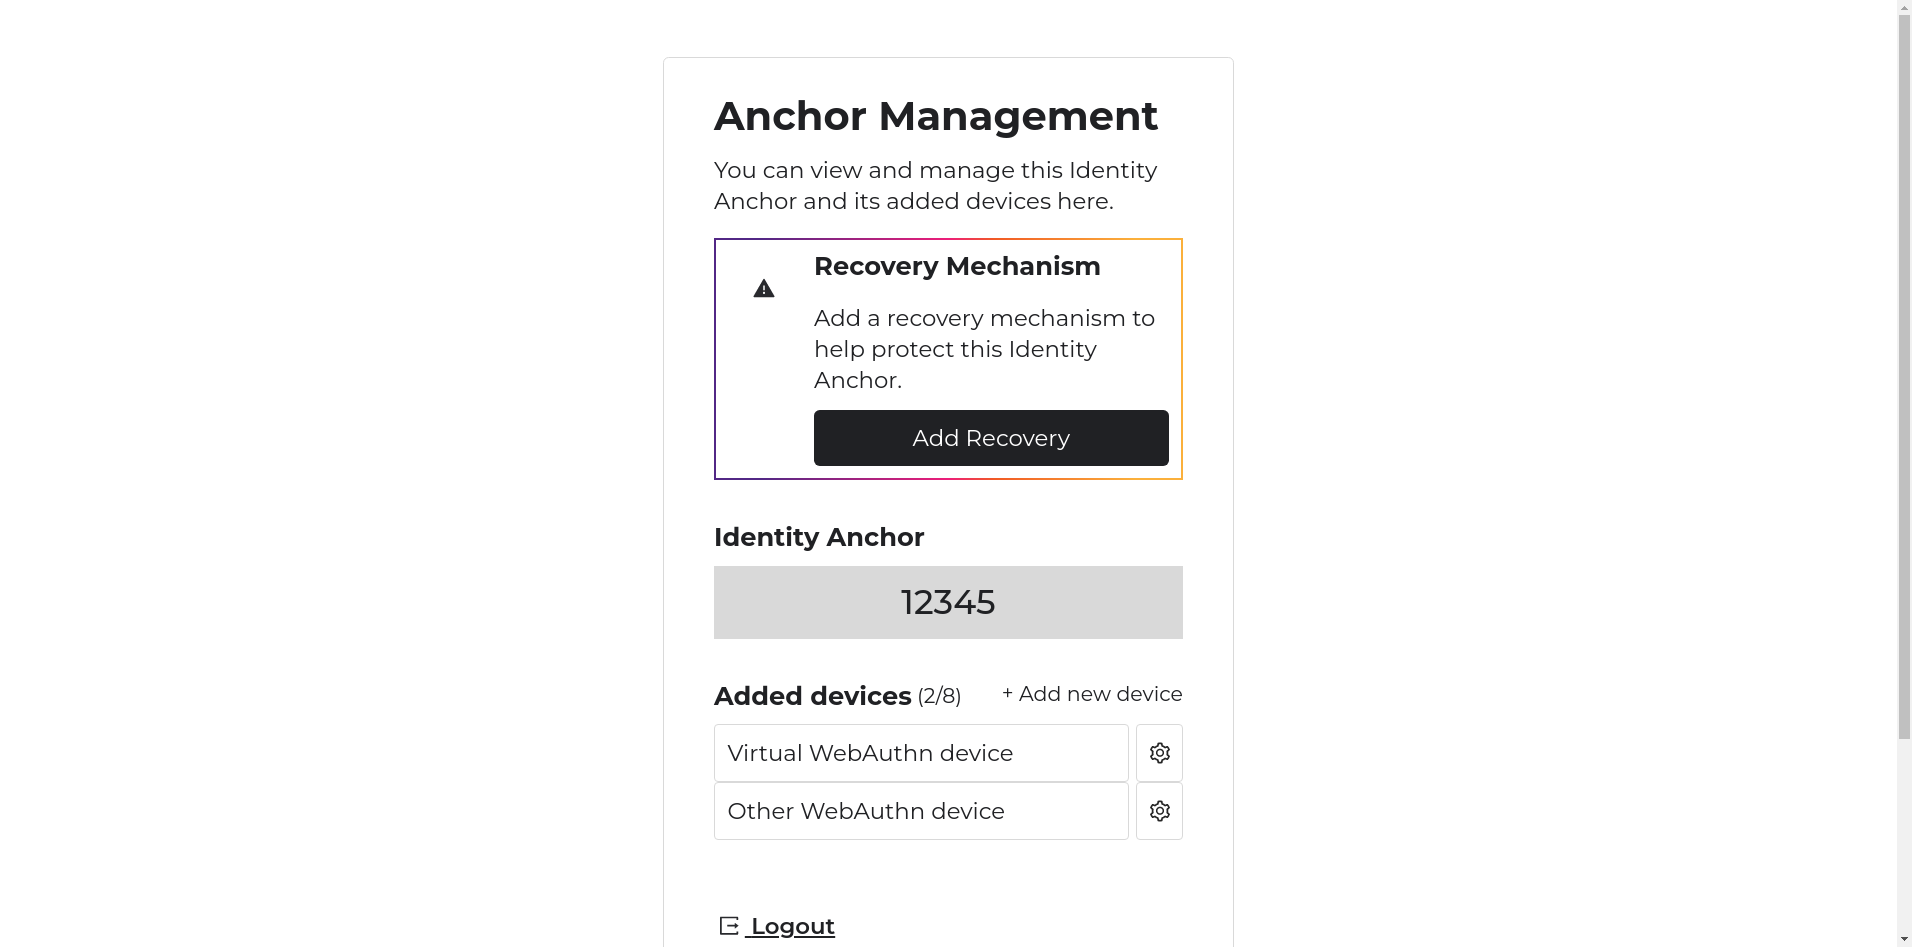 Anchor Management
You can view and manage this Identity
Anchor and its added devices here.
Recovery Mechanism
Add a recovery mechanism to
help protect this Identity
Anchor.
Add Recovery
Identity Anchor
12345
Added devices (2/8) + Add new device
Virtual WebAuthn device
Other WebAuthn device
Logout